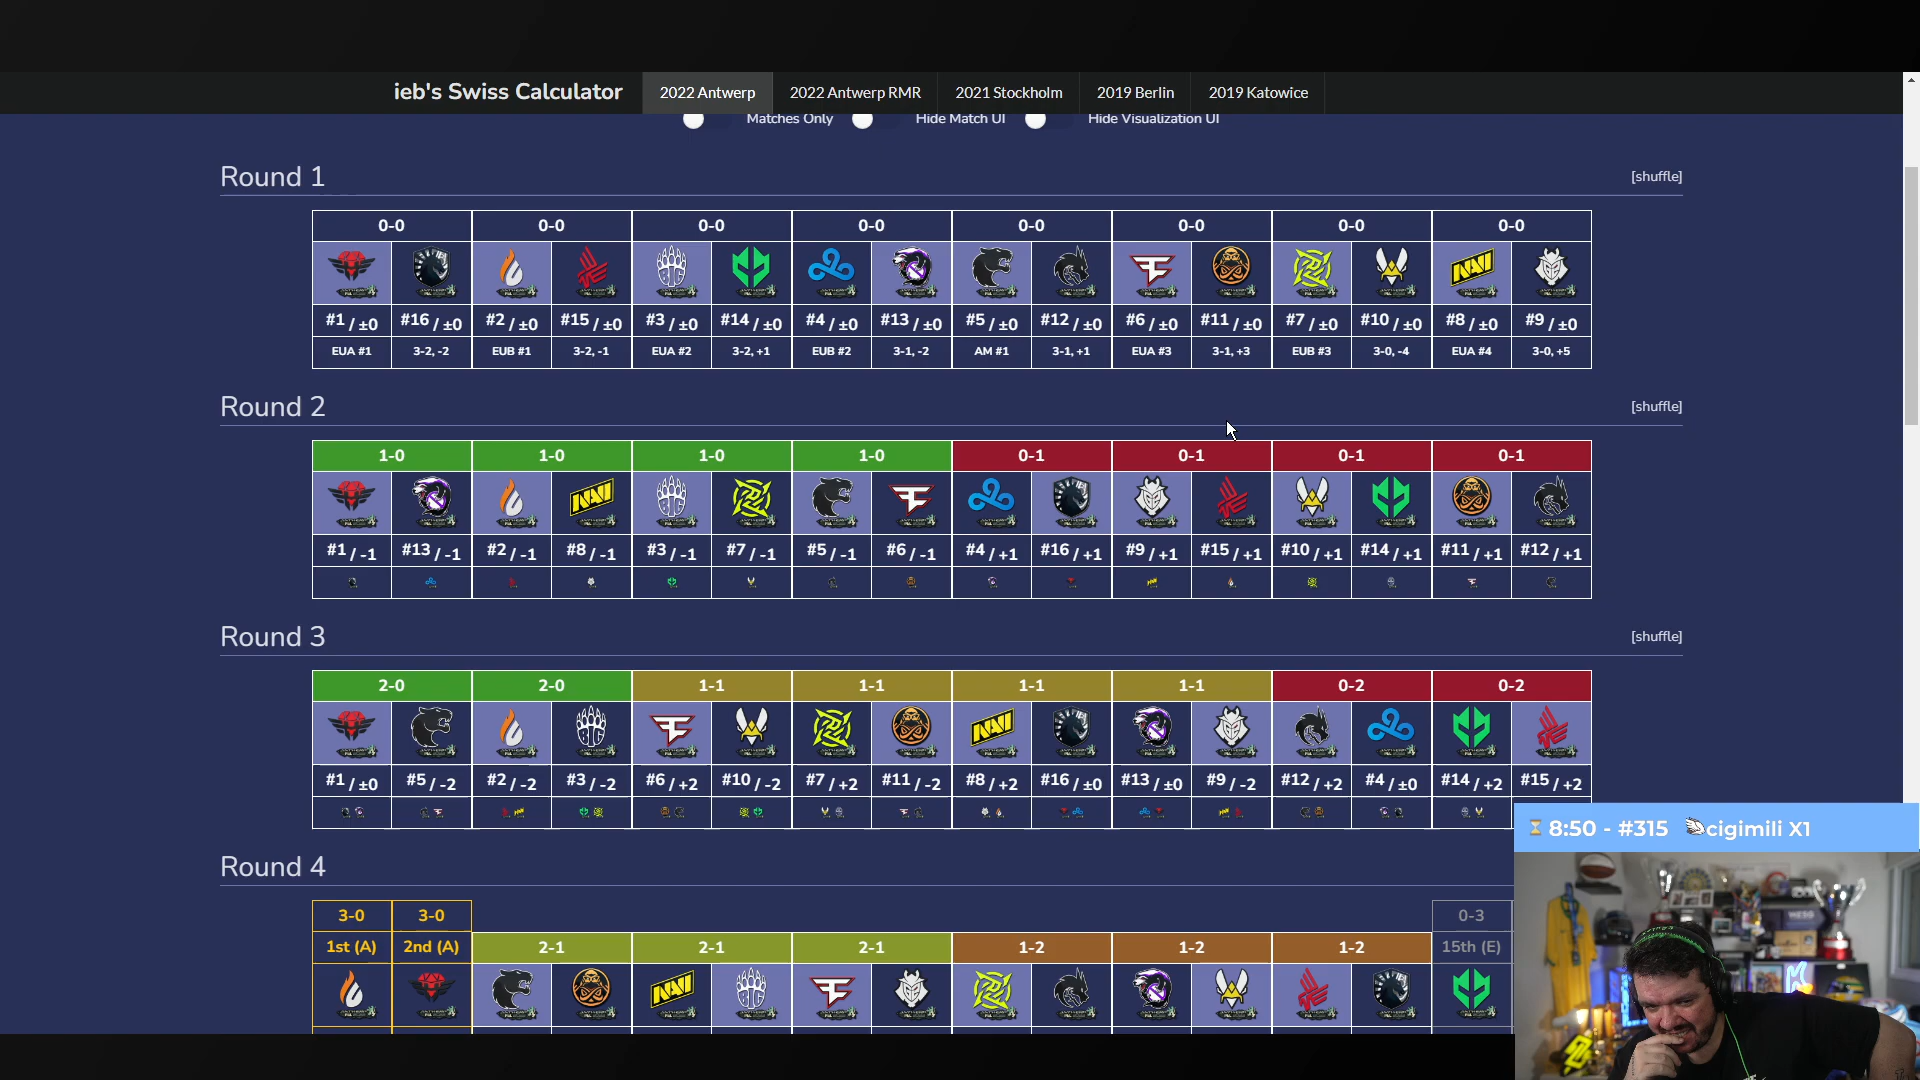 ieb's Swiss Calculator 2022 Antwerp 2022 Antwerp RMR 2021 Stockholm 2019 Berlin 2019 Katowice
Matches Only Hide Match UI Hide Visualization UI
Round 1 [shuffle]
0-0 0-0 0-0 0-0 0-0 0-0 0-0 0-0
#1 / ±0 #16 / ±0 #2 / ±0 #15 / ±0 #3 / ±0 #14 / ±0 #4 / ±0 #13 / ±0 #5 / ±0 #12 / ±0 #6 / ±0 #11 / ±0 #7 / ±0 #10 / ±0 #8 / ±0 #9 / ±0
EUA #1 3-2, -2 EUB #1 3-2, -1 EUA #2 3-2, +1 EUB #2 3-1, -2 AM #1 3-1, +1 EUA #3 3-1, +3 EUB #3 3-0, -4 EUA #4 3-0, +5
Round 2 [shuffle]
1-0 1-0 1-0 1-0 0-1 0-1 0-1 0-1
#1 / -1 #13 / -1 #2 / -1 #8 / -1 #3 / -1 #7 / -1 #5 / -1 #6 / -1 #4 / +1 #16 / +1 #9 / +1 #15 / +1 #10 / +1 #14 / +1 #11 / +1 #12 / +1
Round 3 [shuffle]
2-0 2-0 1-1 1-1 1-1 1-1 0-2 0-2
#1 / ±0 #5 / -2 #2 / -2 #3 / -2 #6 / +2 #10 / -2 #7 / +2 #11 / -2 #8 / +2 #16 / ±0 #13 / ±0 #9 / -2 #12 / +2 #4 / ±0 #14 / +2 #15 / +2
8:50 - #315 cigimili X1
Round 4
3-0 3-0 0-3
1st (A) 2nd (A) 2-1 2-1 2-1 1-2 1-2 1-2 15th (E)